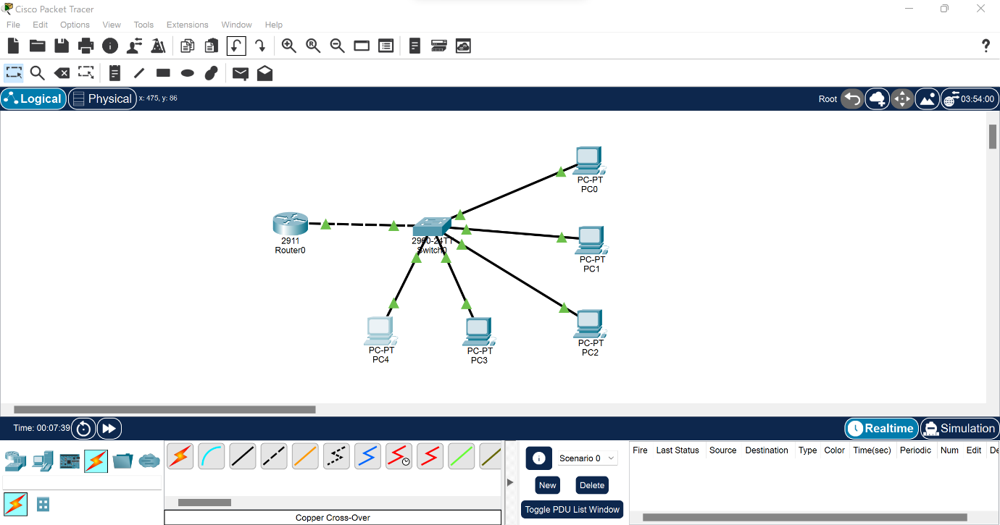 Cisco Packet Tracer
File Edit Options View Tools Extensions Window Help
R
?
Logical Physical x: 475, y: 86 Root 03:54:00
PC-PT
PC0
2911
Router0
2960-24TT
Switch0
PC-PT
PC1
PC-PT
PC2
PC-PT
PC4
PC-PT
PC3
Time: 00:07:39 Realtime Simulation
Scenario 0
New Delete
Toggle PDU List Window
Fire Last Status Source Destination Type Color Time(sec) Periodic Num Edit De
Copper Cross-Over